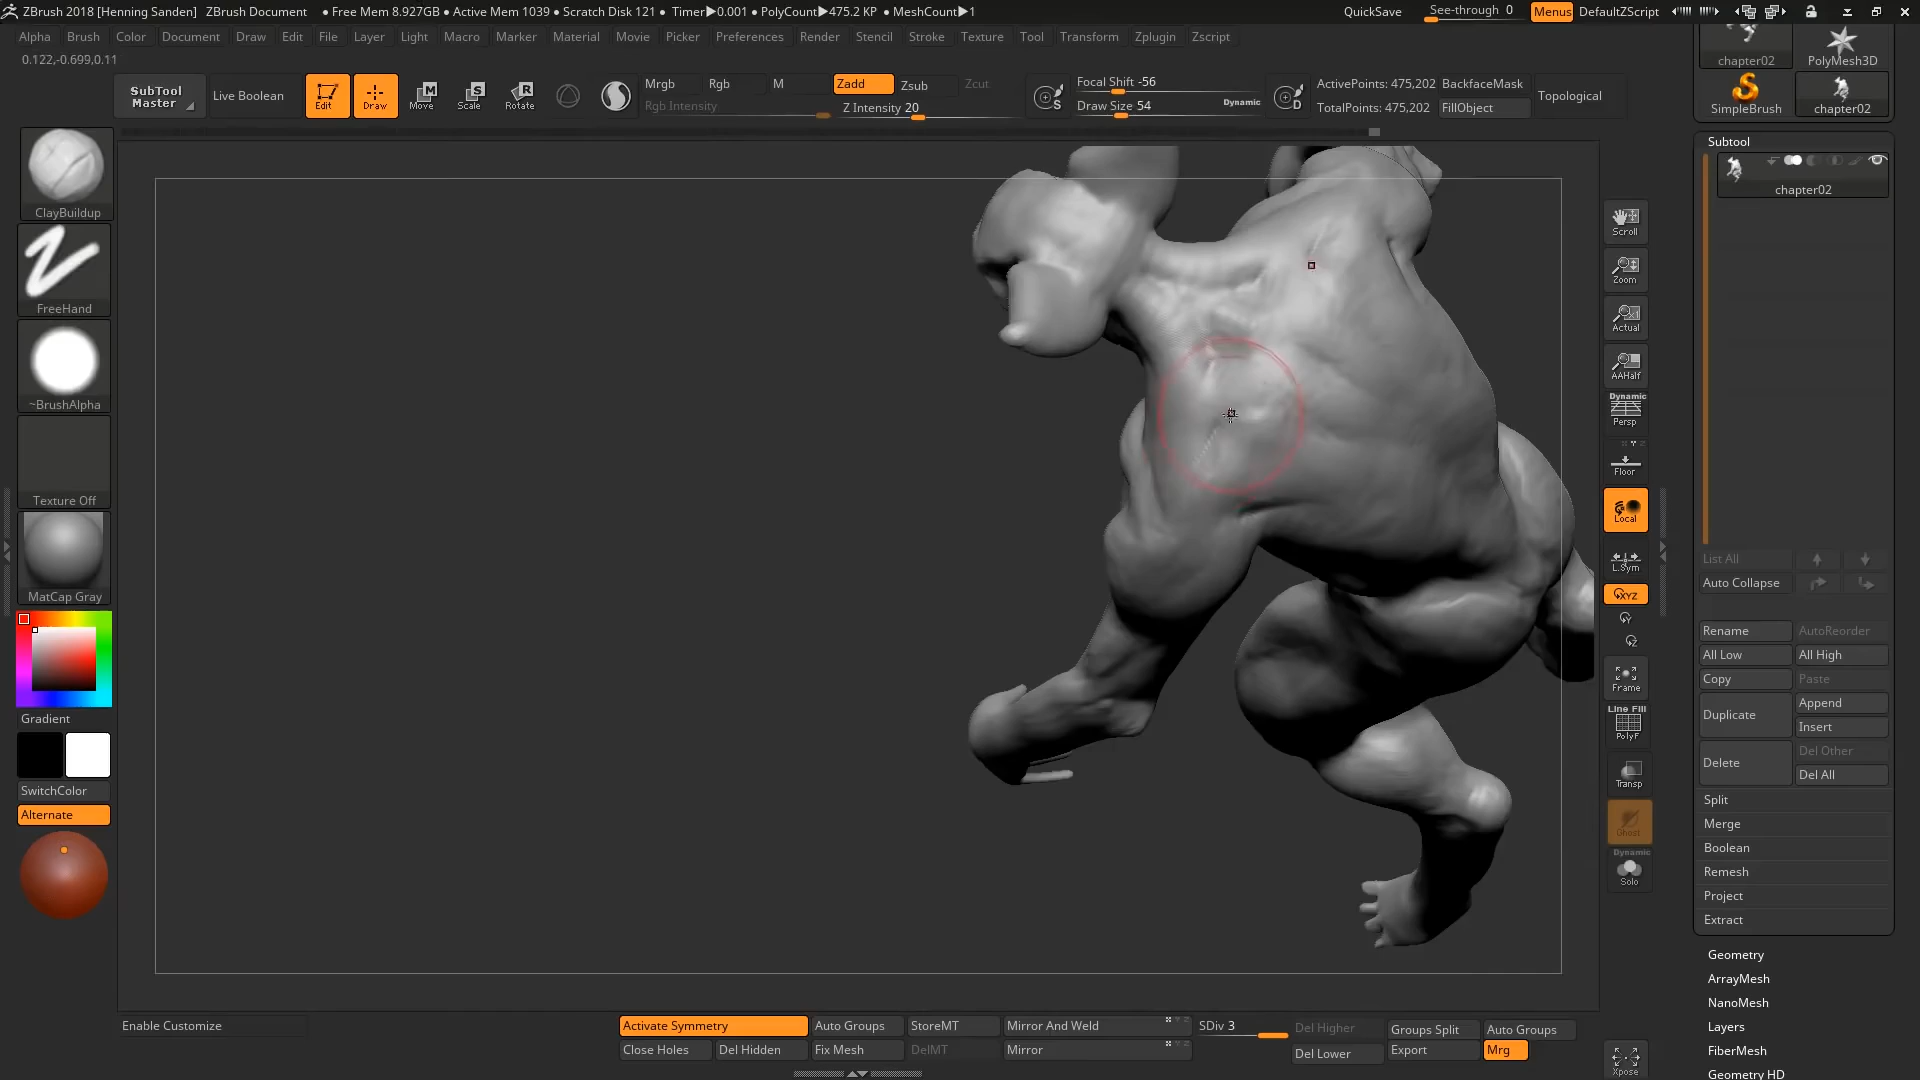 ZBrush 2018 [Henning Sanden] ZBrush Document • Free Mem 8.927GB • Active Mem 1039 • Scratch Disk 121 • Timer▶0.001 • PolyCount▶475.2 KP • MeshCount▶1 QuickSave See-through 0 Menus DefaultZScript
Alpha Brush Color Document Draw Edit File Layer Light Macro Marker Material Movie Picker Preferences Render Stencil Stroke Texture Tool Transform Zplugin Zscript
0.122,-0.699,0.11
SubTool
Master
Live Boolean
Edit
Draw
Move
Scale
Rotate
M
S
R
Mrgb Rgb M Zadd Zsub Zcut
Rgb Intensity Z Intensity 20
S
Focal Shift -56
Draw Size 54 Dynamic
D
ActivePoints: 475,202 BackfaceMask
TotalPoints: 475,202 FillObject
Topological
chapter02 PolyMesh3D
SimpleBrush chapter02
ClayBuildup
FreeHand
~BrushAlpha
Texture Off
MatCap Gray
Gradient
SwitchColor
Alternate
Scroll
Zoom
Actual
AAHalf
Dynamic
Persp
Floor
Local
L.Sym
XYZ
Y
Z
Frame
Line Fill
PolyF
Transp
Ghost
Dynamic
Solo
Xpose
Subtool
chapter02
List All
Auto Collapse
Rename AutoReorder
All Low All High
Copy Paste
Duplicate Append
Insert
Delete Del Other
Del All
Split
Merge
Boolean
Remesh
Project
Extract
Geometry
ArrayMesh
NanoMesh
Layers
FiberMesh
Geometry HD
Enable Customize
Activate Symmetry Auto Groups StoreMT Mirror And Weld SDiv 3 Del Higher Groups Split Auto Groups
Close Holes Del Hidden Fix Mesh DelMT Mirror Del Lower Export Mrg